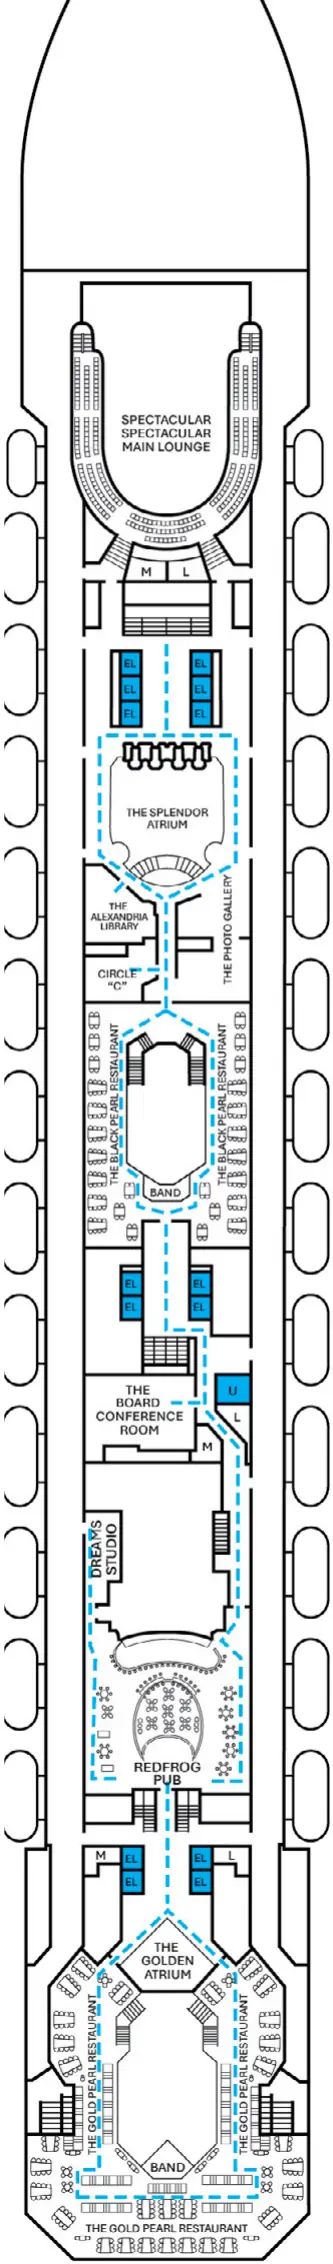 SPECTACULAR
SPECTACULAR
MAIN LOUNGE
M L
EL EL
EL EL
EL EL
THE SPLENDOR
ATRIUM
THE
ALEXANDRIA
LIBRARY
THE PHOTO GALLERY
CIRCLE
"C"
THE BLACK PEARL RESTAURANT
THE BLACK PEARL RESTAURANT
BAND
EL EL
EL EL
U
THE
BOARD
CONFERENCE
ROOM
L
M
DREAMS
STUDIO
REDFROG
PUB
M EL EL L
EL EL
THE
GOLDEN
ATRIUM
THE GOLD PEARL RESTAURANT
THE GOLD PEARL RESTAURANT
BAND
THE GOLD PEARL RESTAURANT